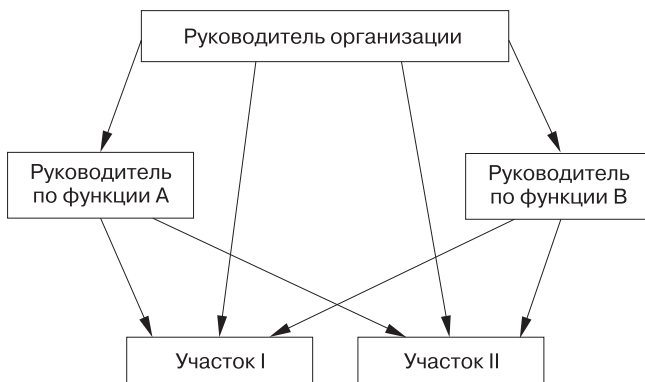 Руководитель организации
Руководитель
по функции А
Руководитель
по функции В
Участок I
Участок II